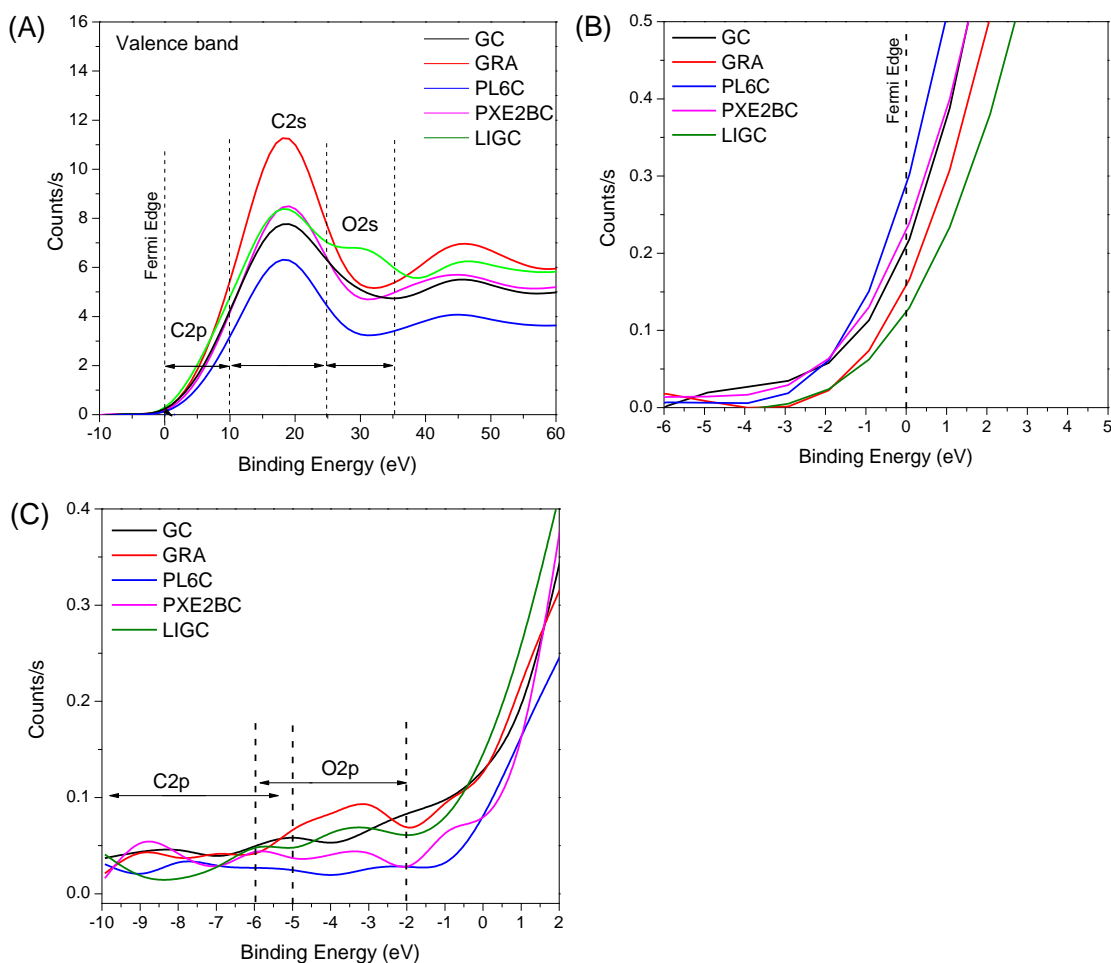 (A)
Valence band
GC
GRA
PL6C
PXE2BC
LIGC
C2s
O2s
C2p
Fermi Edge
Counts/s
16
14
12
10
8
6
4
2
0
-10 0 10 20 30 40 50 60
Binding Energy (eV)
(B)
GC
GRA
PL6C
PXE2BC
LIGC
Fermi Edge
Counts/s
0.5
0.4
0.3
0.2
0.1
0.0
-6 -5 -4 -3 -2 -1 0 1 2 3 4 5
Binding Energy (eV)
(C)
GC
GRA
PL6C
PXE2BC
LIGC
C2p
O2p
Counts/s
0.4
0.3
0.2
0.1
0.0
-10 -9 -8 -7 -6 -5 -4 -3 -2 -1 0 1 2
Binding Energy (eV)